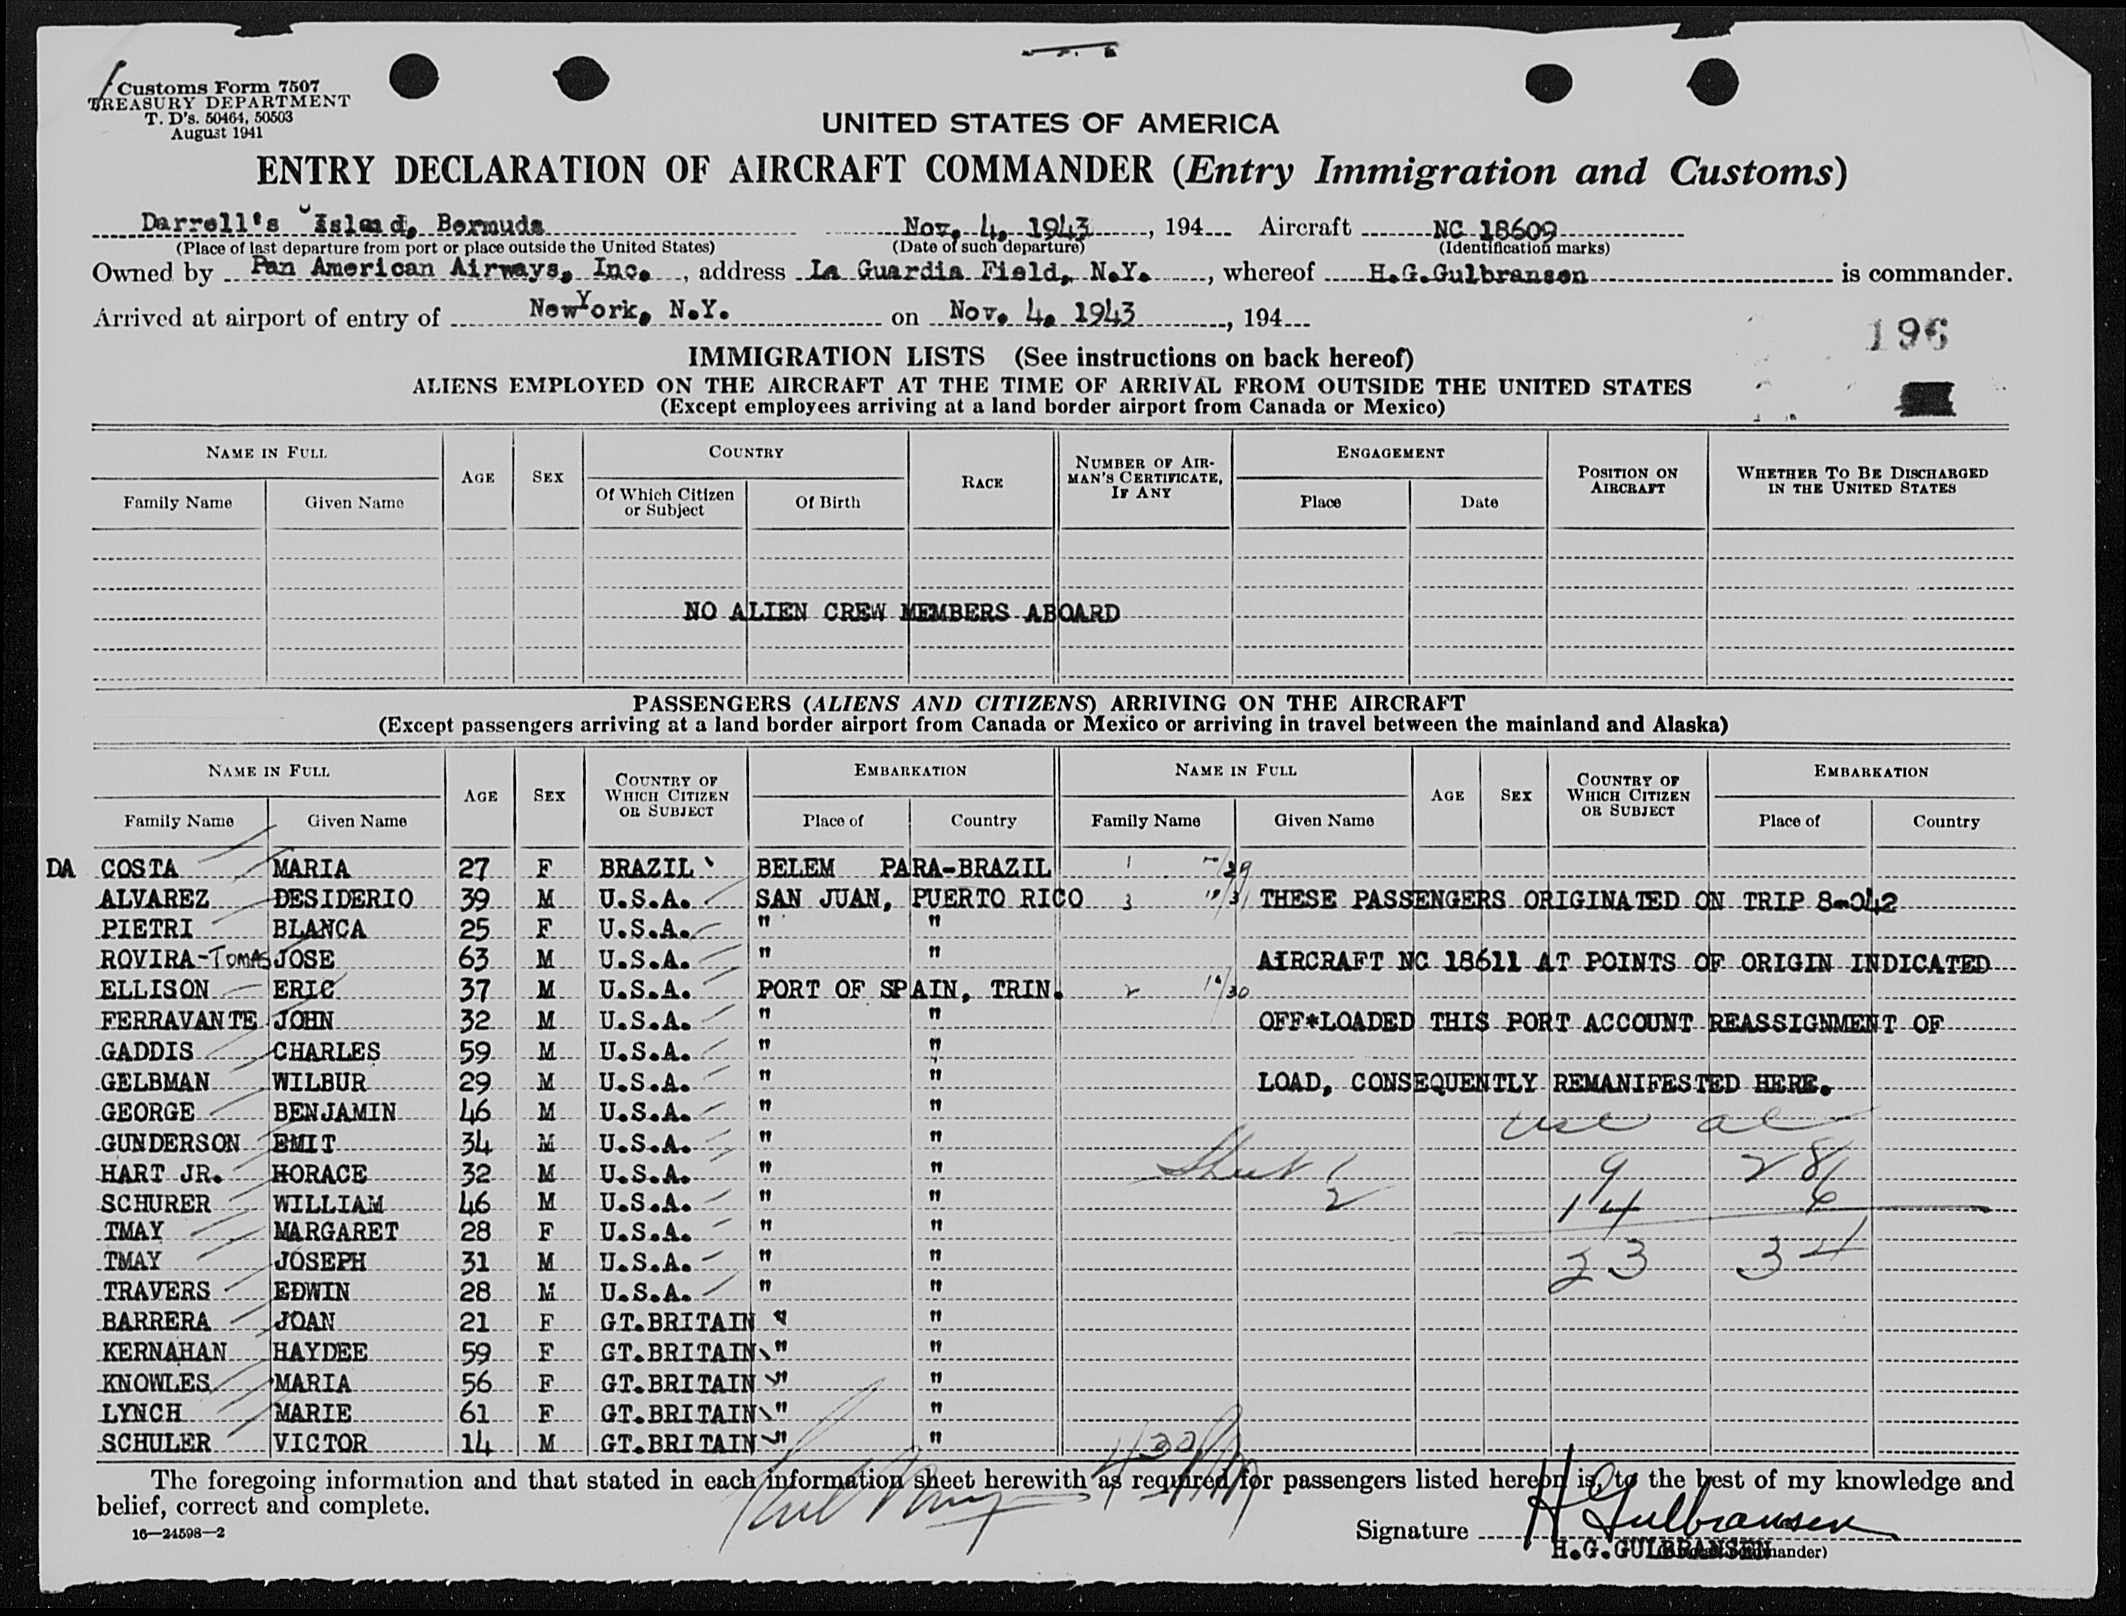 Customs Form 7507
TREASURY DEPARTMENT
T. D's. 50464, 50503
August 1941
UNITED STATES OF AMERICA
ENTRY DECLARATION OF AIRCRAFT COMMANDER (Entry Immigration and Customs)
Darrell's Island, Bermuda Nov. 4, 1943, 194 Aircraft NC 18609
(Place of last departure from port or place outside the United States) (Date of such departure) (Identification marks)
Owned by Pan American Airways, Inc., address La Guardia Field, N.Y., whereof H.G.Gulbransen is commander.
Arrived at airport of entry of New York, N.Y. on Nov. 4, 1943, 194
196
IMMIGRATION LISTS (See instructions on back hereof)
ALIENS EMPLOYED ON THE AIRCRAFT AT THE TIME OF ARRIVAL FROM OUTSIDE THE UNITED STATES
(Except employees arriving at a land border airport from Canada or Mexico)
NAME IN FULL AGE SEX COUNTRY RACE NUMBER OF AIRMAN'S CERTIFICATE, IF ANY ENGAGEMENT POSITION ON AIRCRAFT WHETHER TO BE DISCHARGED IN THE UNITED STATES
Family Name Given Name Of Which Citizen or Subject Of Birth Place Date
NO ALIEN CREW MEMBERS ABOARD
PASSENGERS (ALIENS AND CITIZENS) ARRIVING ON THE AIRCRAFT
(Except passengers arriving at a land border airport from Canada or Mexico or arriving in travel between the mainland and Alaska)
NAME IN FULL AGE SEX COUNTRY OF WHICH CITIZEN OR SUBJECT EMBARKATION NAME IN FULL AGE SEX COUNTRY OF WHICH CITIZEN OR SUBJECT EMBARKATION
Family Name Given Name Place of Country Family Name Given Name Place of Country
DA COSTA MARIA 27 F BRAZIL BELEM PARA-BRAZIL 1 10/29
ALVAREZ DESIDERIO 39 M U.S.A. SAN JUAN, PUERTO RICO 3 10/31 THESE PASSENGERS ORIGINATED ON TRIP 8-042
PIETRI BLANCA 25 F U.S.A. " "
ROVIRA-TOMAS JOSE 63 M U.S.A. " " AIRCRAFT NC 18611 AT POINTS OF ORIGIN INDICATED
ELLISON ERIC 37 M U.S.A. PORT OF SPAIN, TRIN. 2 10/30
FERRAVANTE JOHN 32 M U.S.A. " " OFF*LOADED THIS PORT ACCOUNT REASSIGNMENT OF
GADDIS CHARLES 59 M U.S.A. " "
GELBMAN WILBUR 29 M U.S.A. " " LOAD, CONSEQUENTLY REMANIFESTED HERE.
GEORGE BENJAMIN 46 M U.S.A. " " usc al
GUNDERSON EMIT 34 M U.S.A. " "
HART JR. HORACE 32 M U.S.A. " " Sheet 1 9 28
SCHURER WILLIAM 46 M U.S.A. " " 2 14 6
TMAY MARGARET 28 F U.S.A. " "
TMAY JOSEPH 31 M U.S.A. " " 23 34
TRAVERS EDWIN 28 M U.S.A. " "
BARRERA JOAN 21 F GT.BRITAIN " "
KERNAHAN HAYDEE 59 F GT.BRITAIN " "
KNOWLES MARIA 56 F GT.BRITAIN " "
LYNCH MARIE 61 F GT.BRITAIN " "
SCHULER VICTOR 14 M GT.BRITAIN " "
430 PM
The foregoing information and that stated in each information sheet herewith as required for passengers listed hereon is, to the best of my knowledge and
belief, correct and complete.
16—24598—2
Signature H G Gulbransen
H.G.GULBRANSEN